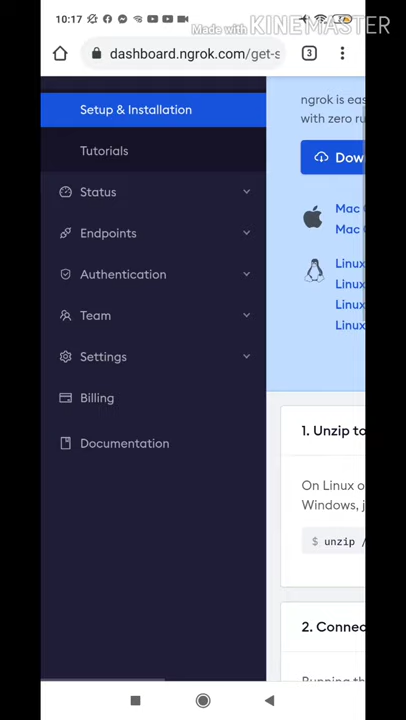 10:17
Made with KINEMASTER
dashboard.ngrok.com/get-s
3
Setup & Installation
Tutorials
Status
Endpoints
Authentication
Team
Settings
Billing
Documentation
ngrok is eas
with zero ru
Dow
Mac
Mac
Linux
Linux
Linux
Linux
1. Unzip to
On Linux o
Windows, j
$ unzip /
2. Connec
Running th